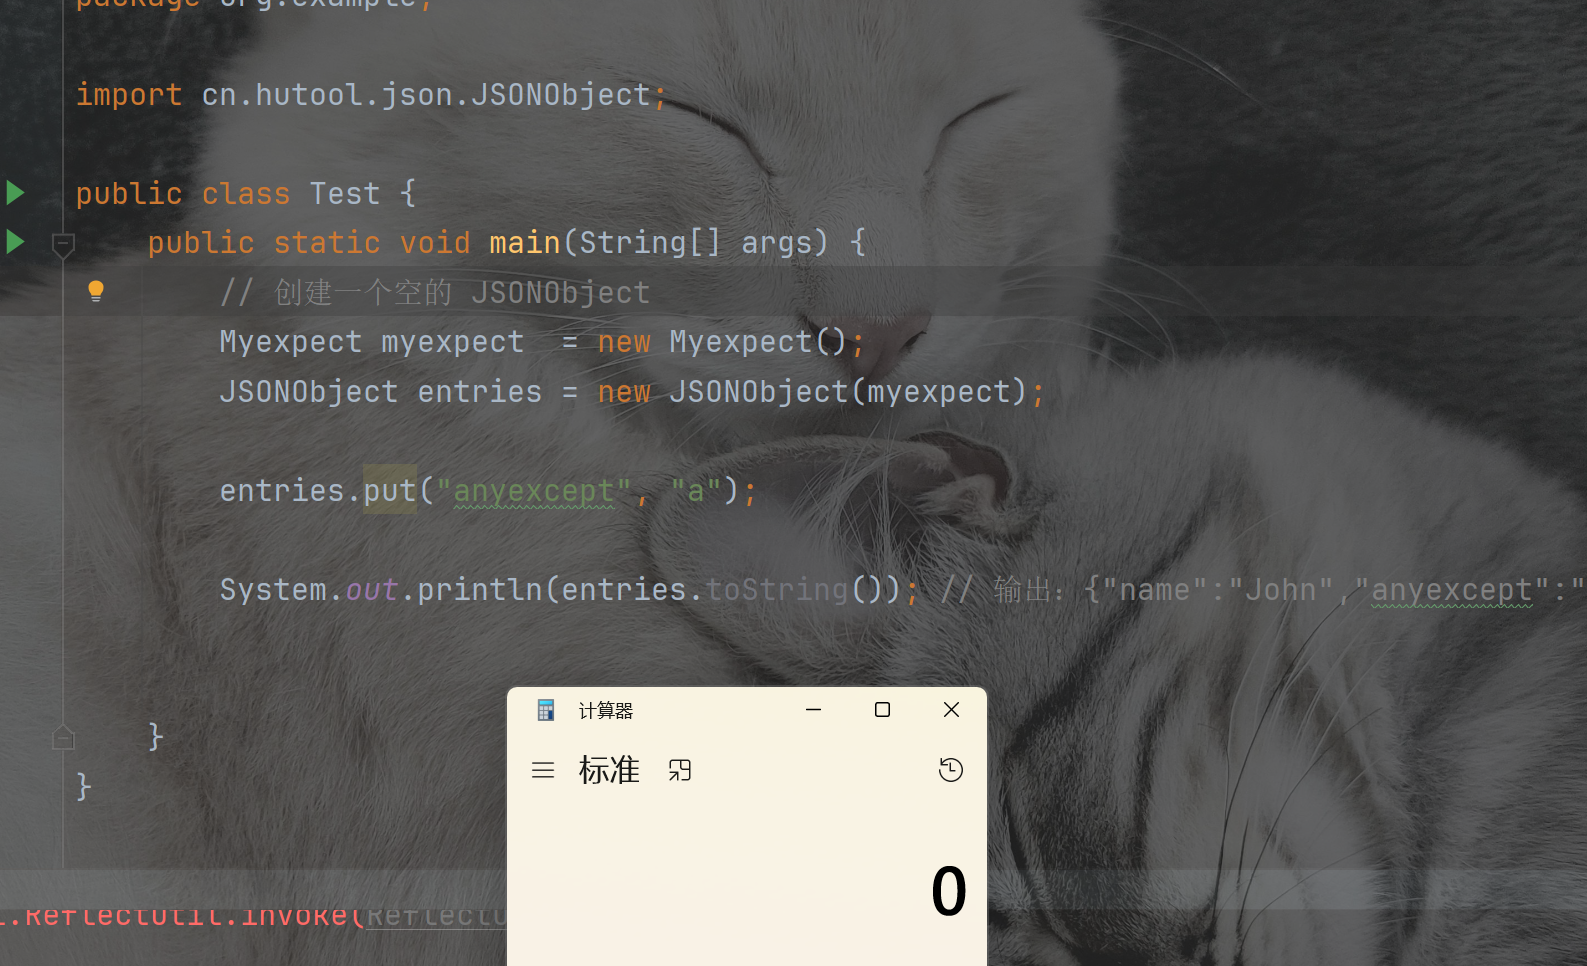 package org.example;
import cn.hutool.json.JSONObject;
public class Test {
public static void main(String[] args) {
// 创建一个空的 JSONObject
Myexpect myexpect  = new Myexpect();
JSONObject entries = new JSONObject(myexpect);
entries.put("anyexcept", "a");
System.out.println(entries.toString()); // 输出：{"name":"John","anyexcept":"
}
}
计算器
标准
0
.ReflectUtil.invoke(Reflectu